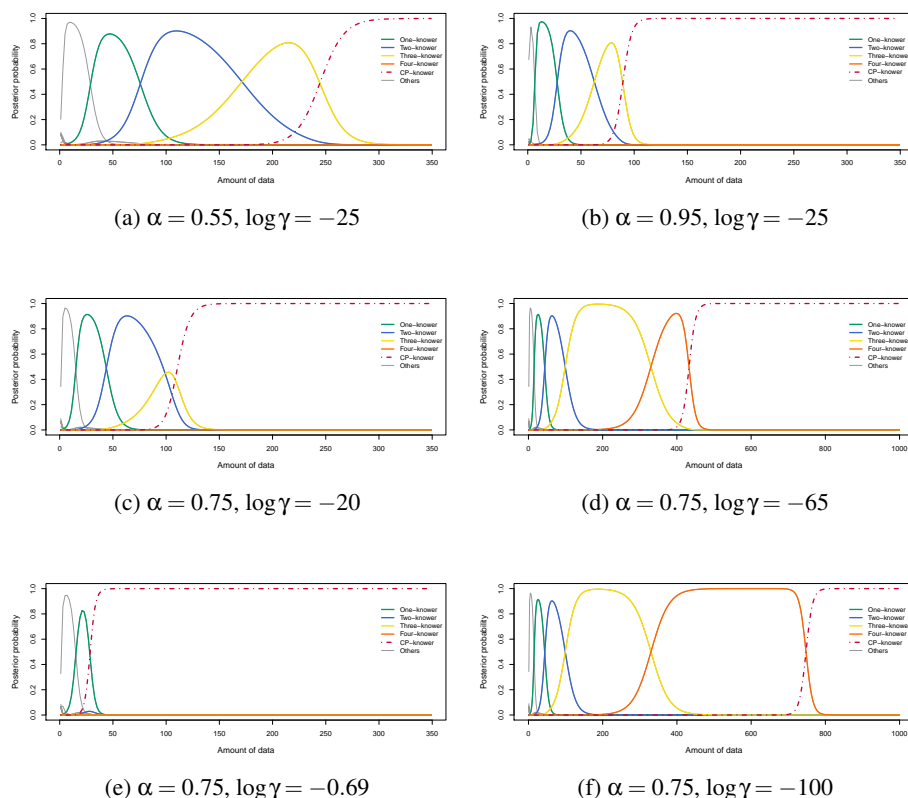 Posterior probability
1.0
0.8
0.6
0.4
0.2
0.0
One−knower
Two−knower
Three−knower
Four−knower
CP−knower
Others
0 50 100 150 200 250 300 350
Amount of data
(a) α = 0.55, log γ = −25
Posterior probability
1.0
0.8
0.6
0.4
0.2
0.0
One−knower
Two−knower
Three−knower
Four−knower
CP−knower
Others
0 50 100 150 200 250 300 350
Amount of data
(b) α = 0.95, log γ = −25
Posterior probability
1.0
0.8
0.6
0.4
0.2
0.0
One−knower
Two−knower
Three−knower
Four−knower
CP−knower
Others
0 50 100 150 200 250 300 350
Amount of data
(c) α = 0.75, log γ = −20
Posterior probability
1.0
0.8
0.6
0.4
0.2
0.0
One−knower
Two−knower
Three−knower
Four−knower
CP−knower
Others
0 200 400 600 800 1000
Amount of data
(d) α = 0.75, log γ = −65
Posterior probability
1.0
0.8
0.6
0.4
0.2
0.0
One−knower
Two−knower
Three−knower
Four−knower
CP−knower
Others
0 50 100 150 200 250 300 350
Amount of data
(e) α = 0.75, log γ = −0.69
Posterior probability
1.0
0.8
0.6
0.4
0.2
0.0
One−knower
Two−knower
Three−knower
Four−knower
CP−knower
Others
0 200 400 600 800 1000
Amount of data
(f) α = 0.75, log γ = −100